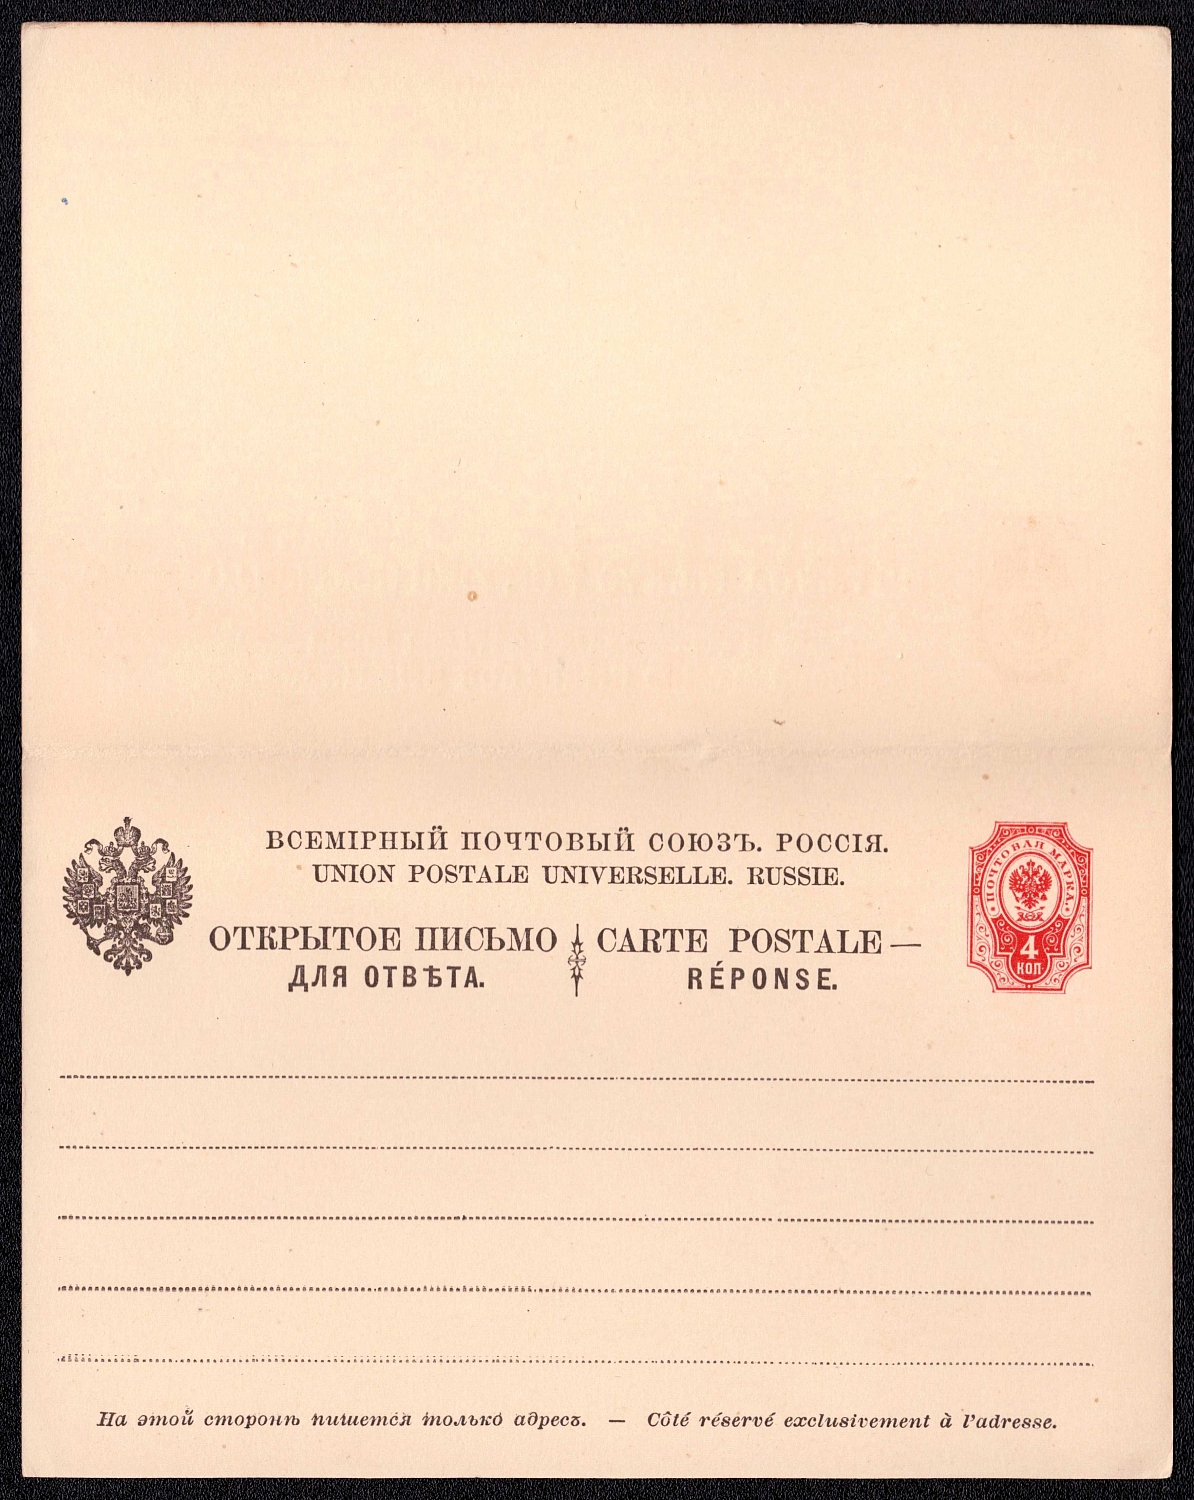 ВСЕМІРНЫЙ ПОЧТОВЫЙ СОЮЗЪ. РОССІЯ.
UNION POSTALE UNIVERSELLE. RUSSIE.
ОТКРЫТОЕ ПИСЬМО CARTE POSTALE —
ДЛЯ ОТВѢТА. RÉPONSE.
ПОЧТОВАЯ МАРКА.
4
КОП
На этой сторонѣ пишется только адресъ. — Côté réservé exclusivement à l'adresse.